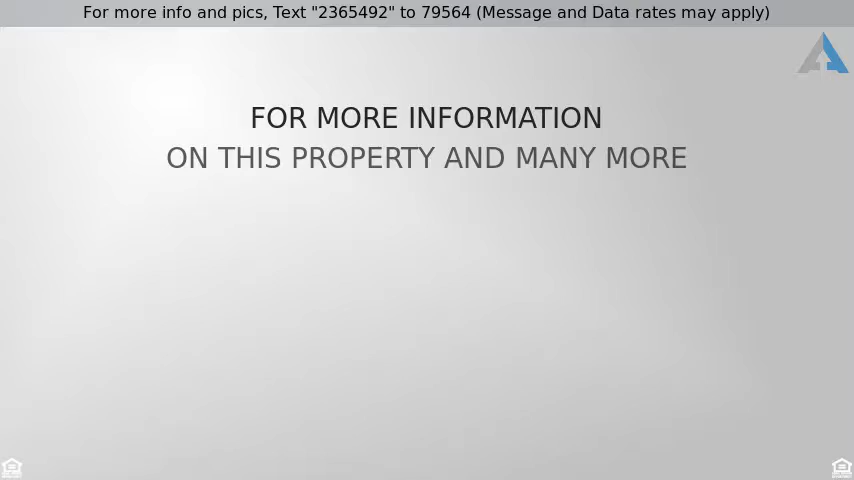 For more info and pics, Text "2365492" to 79564 (Message and Data rates may apply)
FOR MORE INFORMATION
ON THIS PROPERTY AND MANY MORE